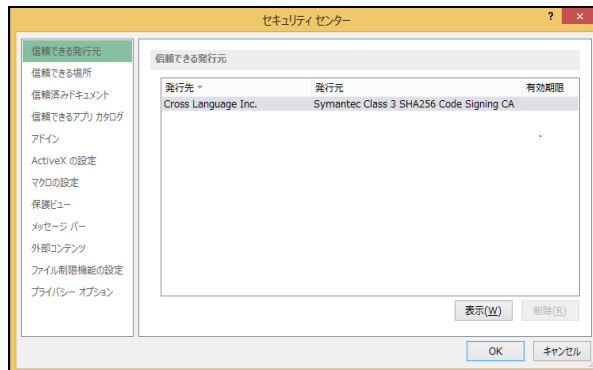 セキュリティ センター
? ×
信頼できる発行元
信頼できる場所
信頼済みドキュメント
信頼できるアプリ カタログ
アドイン
ActiveX の設定
マクロの設定
保護ビュー
メッセージ バー
外部コンテンツ
ファイル制限機能の設定
プライバシー オプション
信頼できる発行元
発行先 発行元 有効期限
Cross Language Inc. Symantec Class 3 SHA256 Code Signing CA
表示(W) 削除(R)
OK キャンセル